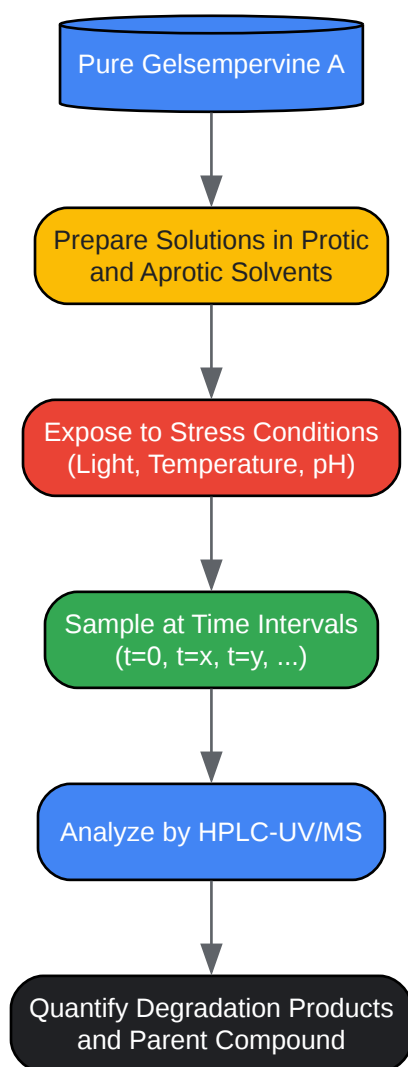 Pure Gelsempervine A
Prepare Solutions in Protic
and Aprotic Solvents
Expose to Stress Conditions
(Light, Temperature, pH)
Sample at Time Intervals
(t=0, t=x, t=y, ...)
Analyze by HPLC-UV/MS
Quantify Degradation Products
and Parent Compound